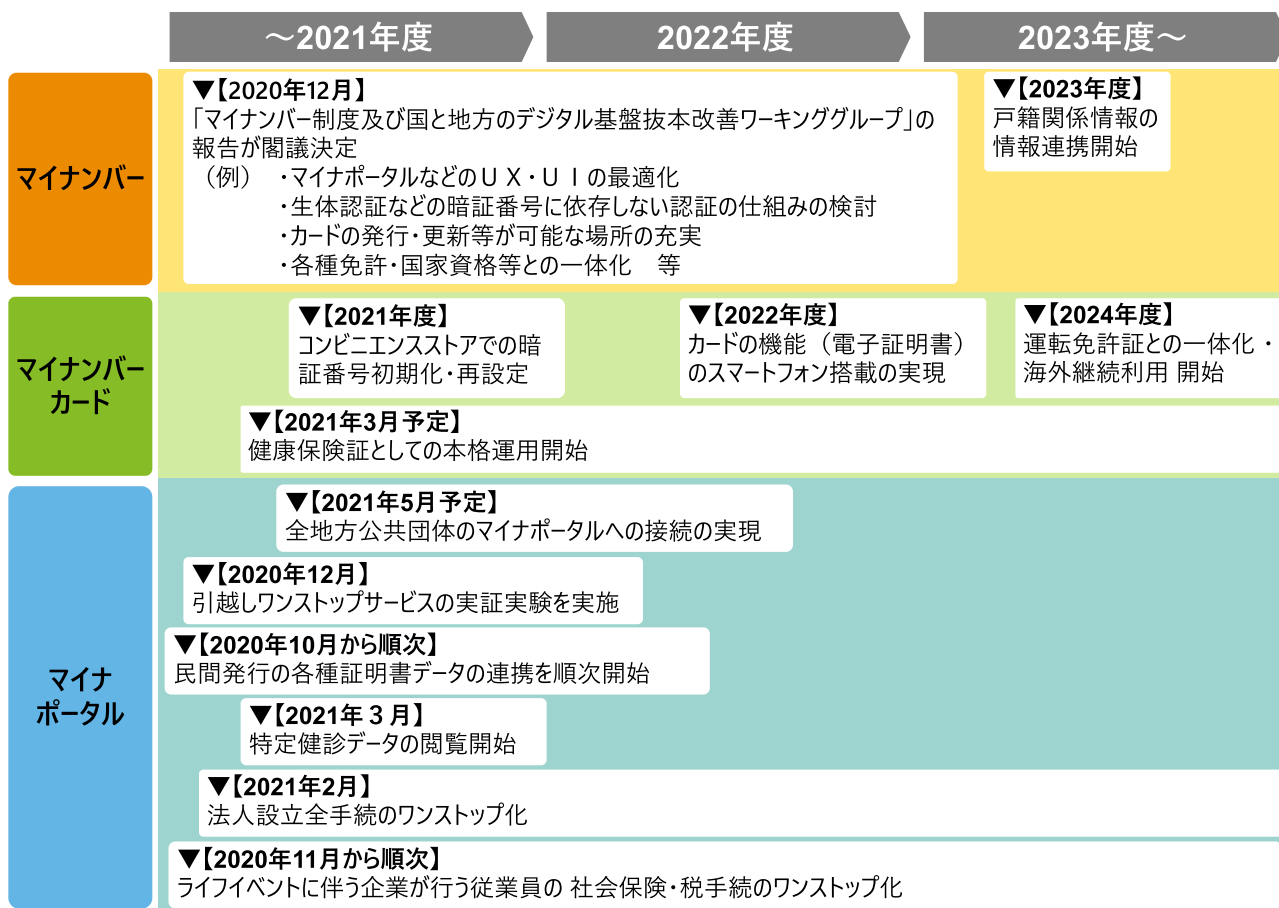 ～2021年度
2022年度
2023年度～
マイナンバー
▼【2020年12月】
「マイナンバー制度及び国と地方のデジタル基盤抜本改善ワーキンググループ」の
報告が閣議決定
（例）　・マイナポータルなどのＵＸ・ＵＩの最適化
・生体認証などの暗証番号に依存しない認証の仕組みの検討
・カードの発行・更新等が可能な場所の充実
・各種免許・国家資格等との一体化　等
▼【2023年度】
戸籍関係情報の
情報連携開始
マイナンバー
カード
▼【2021年度】
コンビニエンスストアでの暗
証番号初期化・再設定
▼【2022年度】
カードの機能（電子証明書）
のスマートフォン搭載の実現
▼【2024年度】
運転免許証との一体化・
海外継続利用 開始
▼【2021年3月予定】
健康保険証としての本格運用開始
マイナ
ポータル
▼【2021年5月予定】
全地方公共団体のマイナポータルへの接続の実現
▼【2020年12月】
引越しワンストップサービスの実証実験を実施
▼【2020年10月から順次】
民間発行の各種証明書データの連携を順次開始
▼【2021年３月】
特定健診データの閲覧開始
▼【2021年2月】
法人設立全手続のワンストップ化
▼【2020年11月から順次】
ライフイベントに伴う企業が行う従業員の 社会保険・税手続のワンストップ化